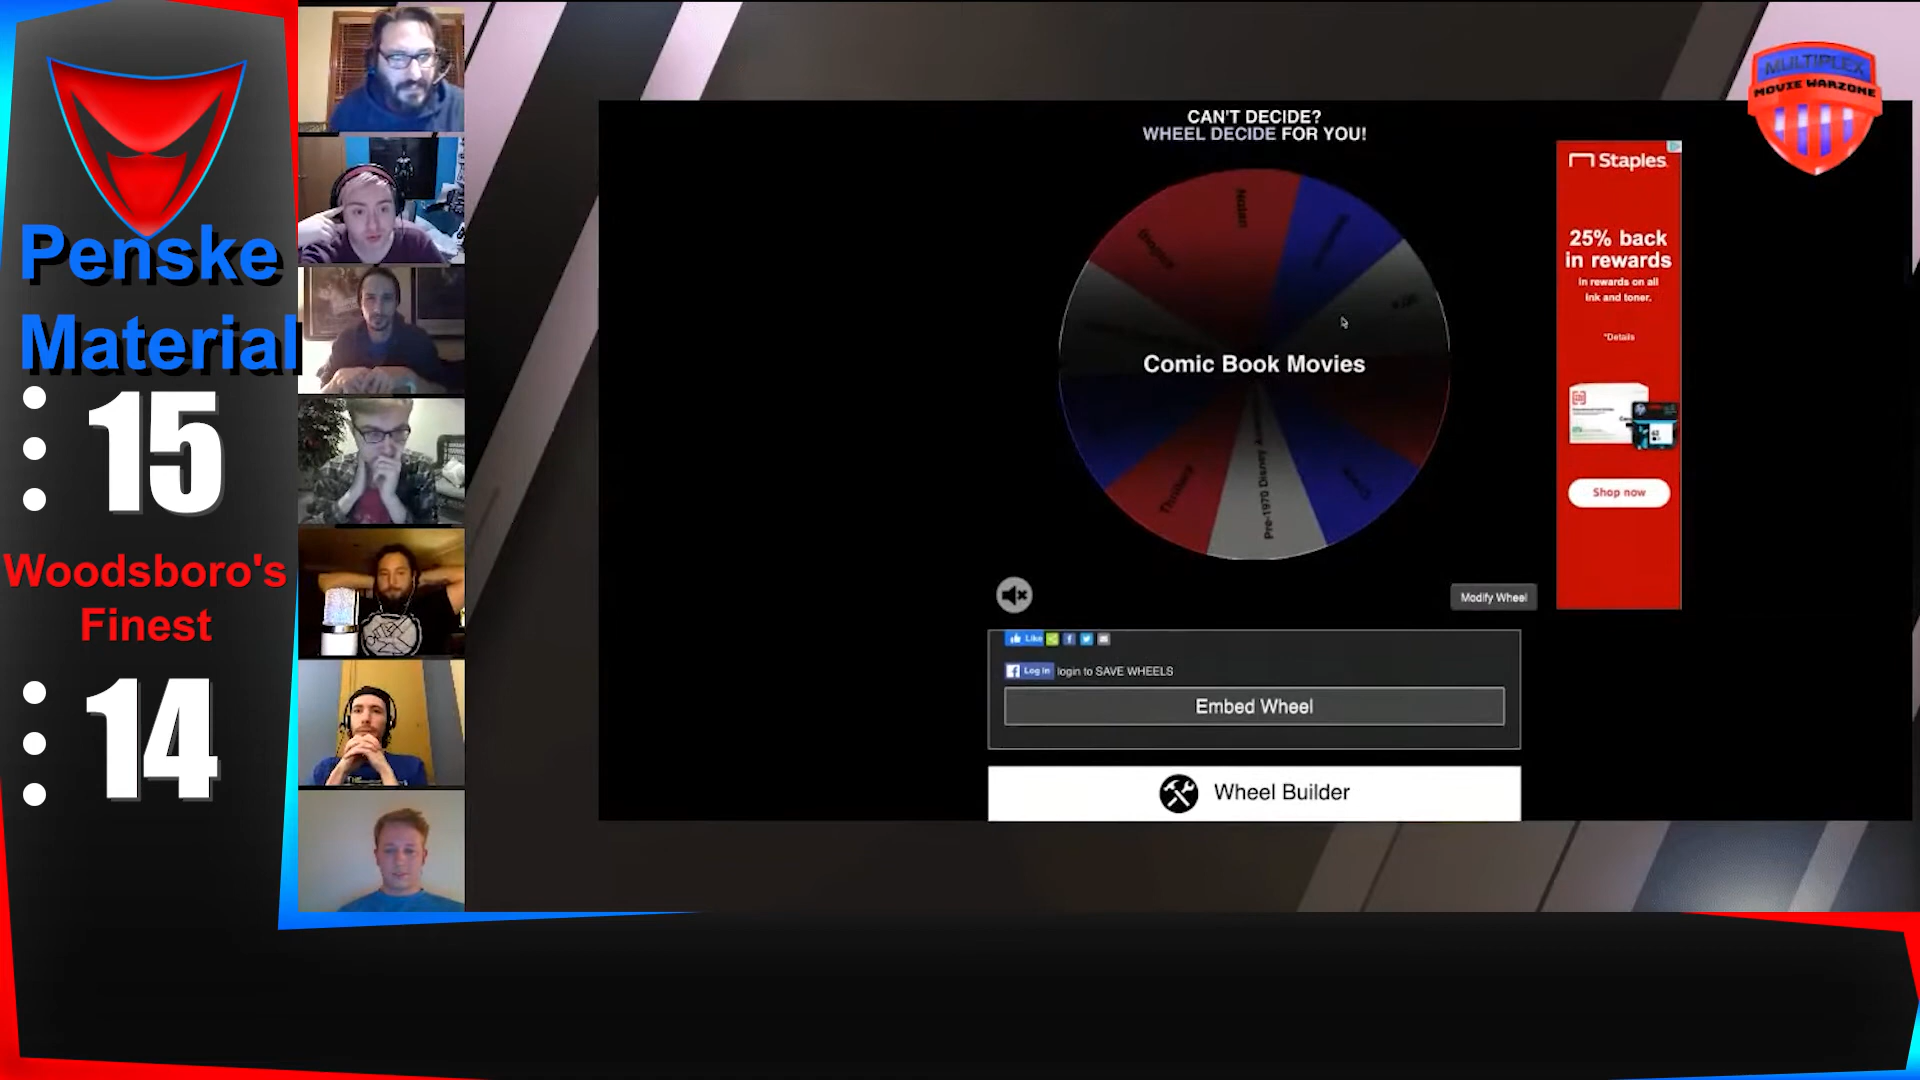 Penske
Material
15
Woodsboro's
Finest
14
CAN'T DECIDE?
WHEEL DECIDE FOR YOU!
Nolan
Thrillers
Pre-1970 Disney
Comic Book Movies
Modify Wheel
Like
Log In
login to SAVE WHEELS
Embed Wheel
Wheel Builder
MULTIPLEX
MOVIE WARZONE
Staples.
25% back
in rewards
in rewards on all
ink and toner.
*Details
Shop now